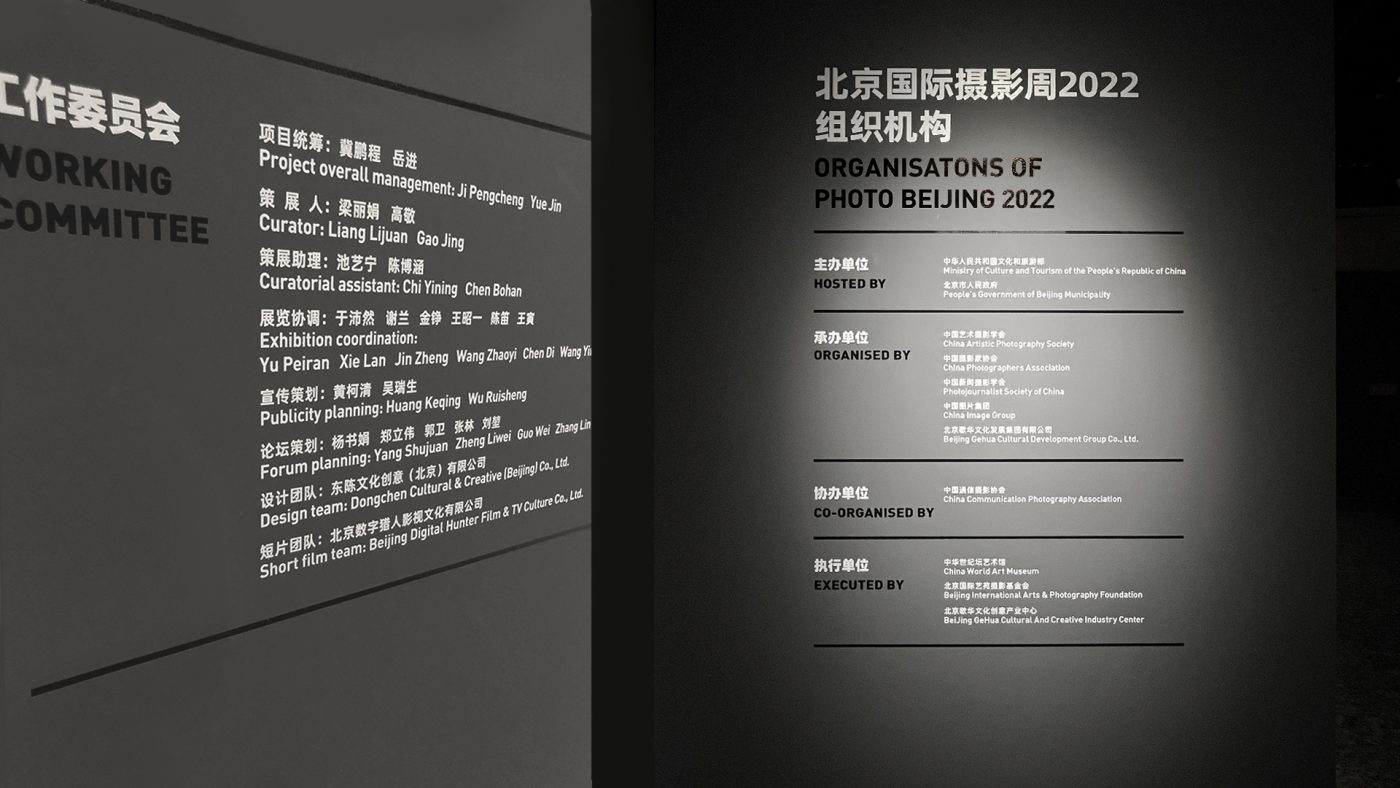 工作委员会
WORKING
COMMITTEE
项目统筹：冀鹏程 岳进
Project overall management: Ji Pengcheng Yue Jin
策 展 人：梁丽娟 高敬
Curator: Liang Lijuan Gao Jing
策展助理：池艺宁 陈博涵
Curatorial assistant: Chi Yining Chen Bohan
展览协调：于沛然 谢兰 金铮 王昭一 陈笛 王寅
Exhibition coordination:
Yu Peiran Xie Lan Jin Zheng Wang Zhaoyi Chen Di Wang Yi
宣传策划：黄柯清 吴瑞生
Publicity planning: Huang Keqing Wu Ruisheng
论坛策划：杨书娟 郑立伟 郭卫 张林 刘堃
Forum planning: Yang Shujuan Zheng Liwei Guo Wei Zhang Lin
设计团队：东陈文化创意（北京）有限公司
Design team: Dongchen Cultural & Creative (Beijing) Co., Ltd.
短片团队：北京数字猎人影视文化有限公司
Short film team: Beijing Digital Hunter Film & TV Culture Co., Ltd.
北京国际摄影周2022
组织机构
ORGANISATONS OF
PHOTO BEIJING 2022
主办单位
HOSTED BY
中华人民共和国文化和旅游部
Ministry of Culture and Tourism of the People's Republic of China
北京市人民政府
People's Government of Beijing Municipality
承办单位
ORGANISED BY
中国艺术摄影学会
China Artistic Photography Society
中国摄影家协会
China Photographers Association
中国新闻摄影学会
Photojournalist Society of China
中国图片集团
China Image Group
北京歌华文化发展集团有限公司
Beijing Gehua Cultural Development Group Co., Ltd.
协办单位
CO-ORGANISED BY
中国通信摄影协会
China Communication Photography Association
执行单位
EXECUTED BY
中华世纪坛艺术馆
China World Art Museum
北京国际艺苑摄影基金会
Beijing International Arts & Photography Foundation
北京歌华文化创意产业中心
BeiJing GeHua Cultural And Creative Industry Center